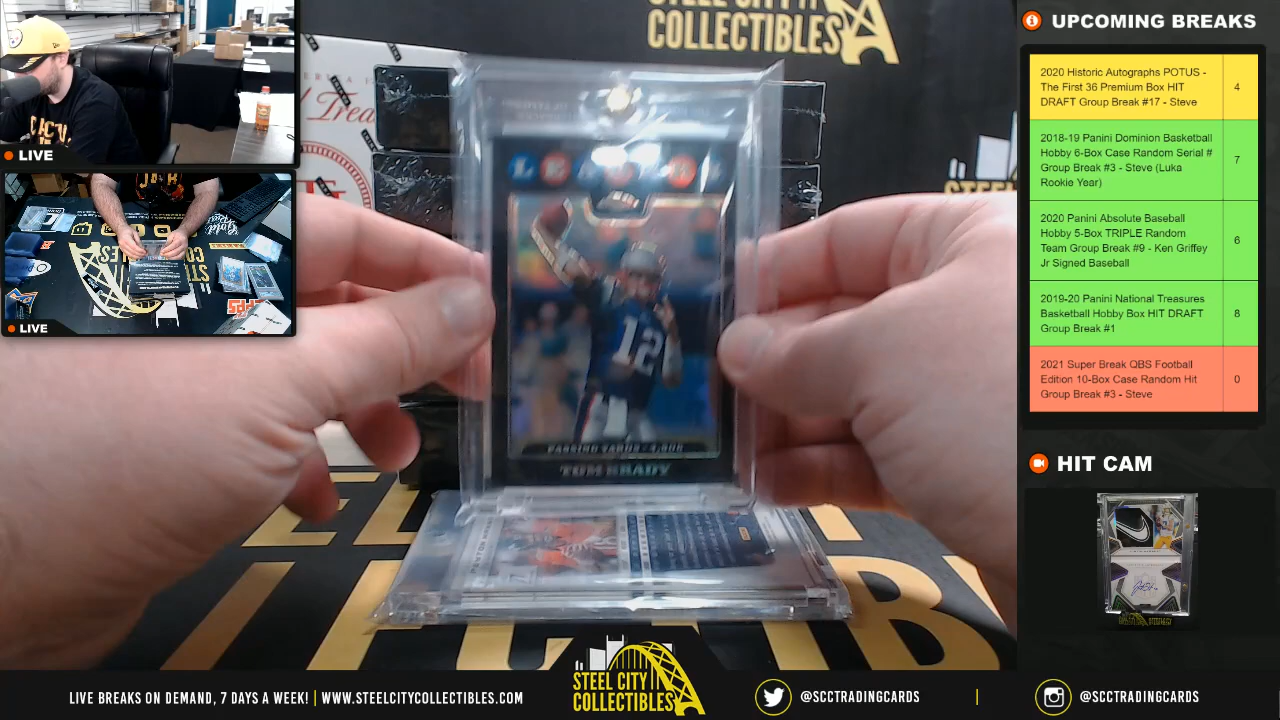 STEEL CITY
COLLECTIBLES
LIVE
LIVE
12
PASSING YARDS - 4,806
TOM BRADY
UPCOMING BREAKS
2020 Historic Autographs POTUS -
The First 36 Premium Box HIT
DRAFT Group Break #17 - Steve
4
2018-19 Panini Dominion Basketball
Hobby 6-Box Case Random Serial #
Group Break #3 - Steve (Luka
Rookie Year)
7
2020 Panini Absolute Baseball
Hobby 5-Box TRIPLE Random
Team Group Break #9 - Ken Griffey
Jr Signed Baseball
6
2019-20 Panini National Treasures
Basketball Hobby Box HIT DRAFT
Group Break #1
8
2021 Super Break QBS Football
Edition 10-Box Case Random Hit
Group Break #3 - Steve
0
HIT CAM
LIVE BREAKS ON DEMAND, 7 DAYS A WEEK! | WWW.STEELCITYCOLLECTIBLES.COM
STEEL CITY
COLLECTIBLES
@SCCTRADINGCARDS
@SCCTRADINGCARDS